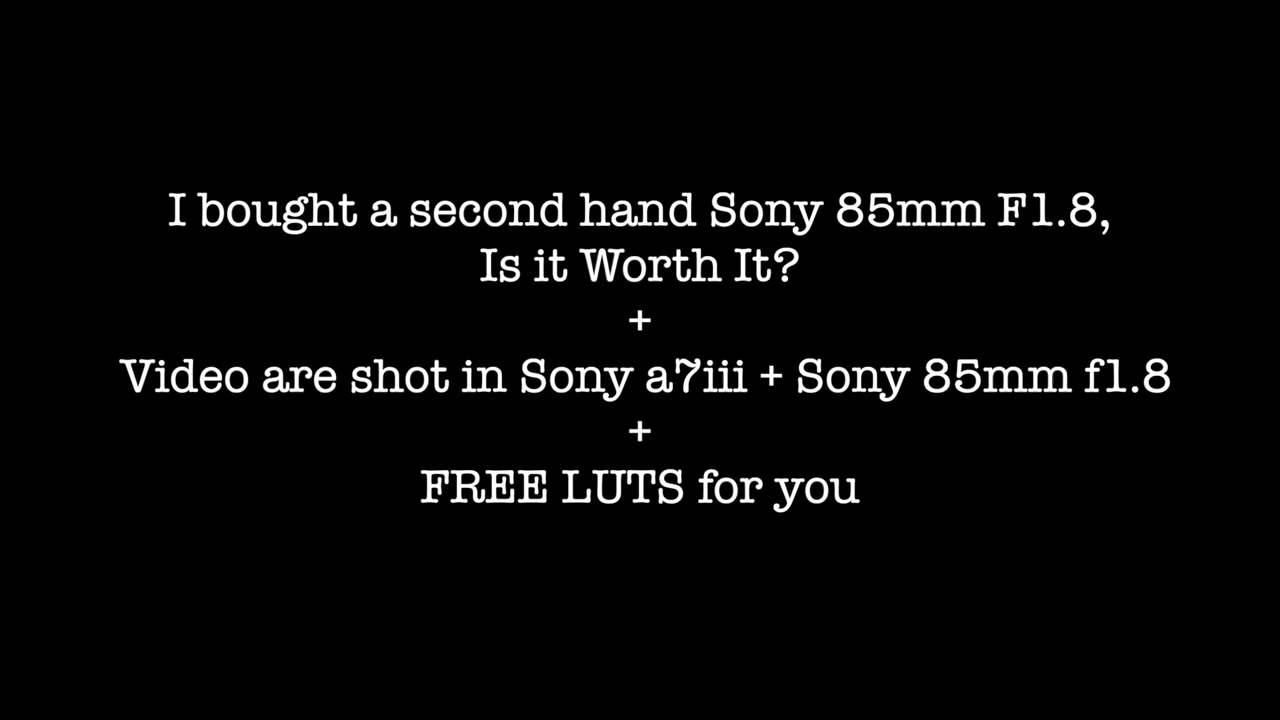 I bought a second hand Sony 85mm F1.8,
Is it Worth It?
+
Video are shot in Sony a7iii + Sony 85mm f1.8
+
FREE LUTS for you